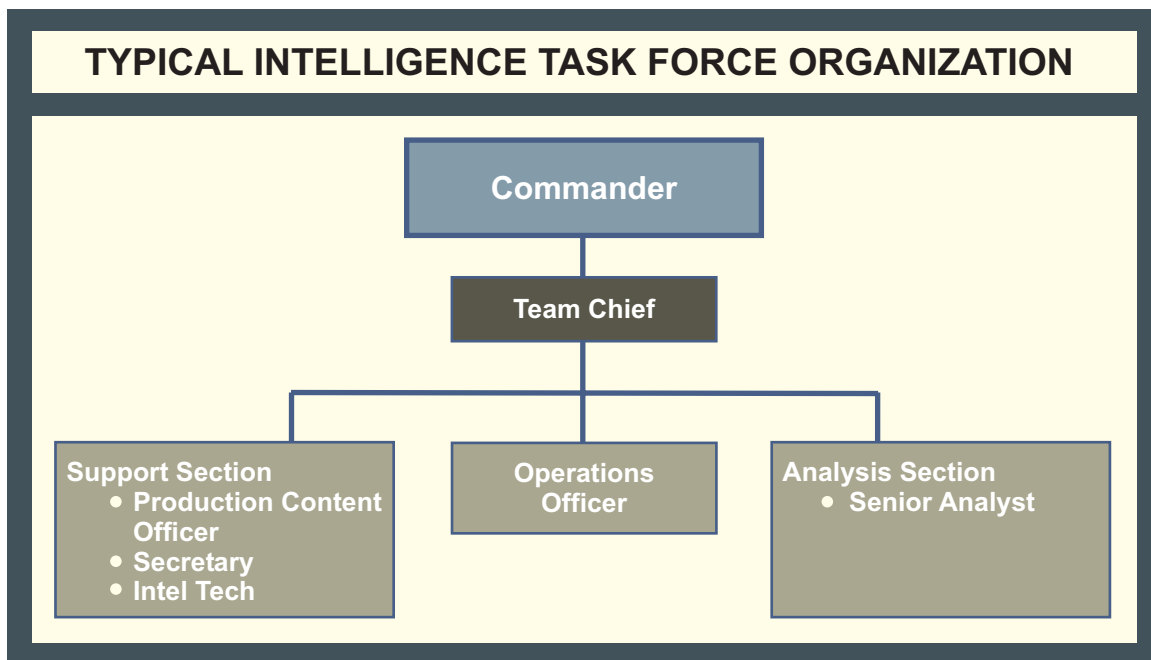 TYPICAL INTELLIGENCE TASK FORCE ORGANIZATION
Commander
Team Chief
Support Section
• Production Content
Officer
• Secretary
• Intel Tech
Operations
Officer
Analysis Section
• Senior Analyst